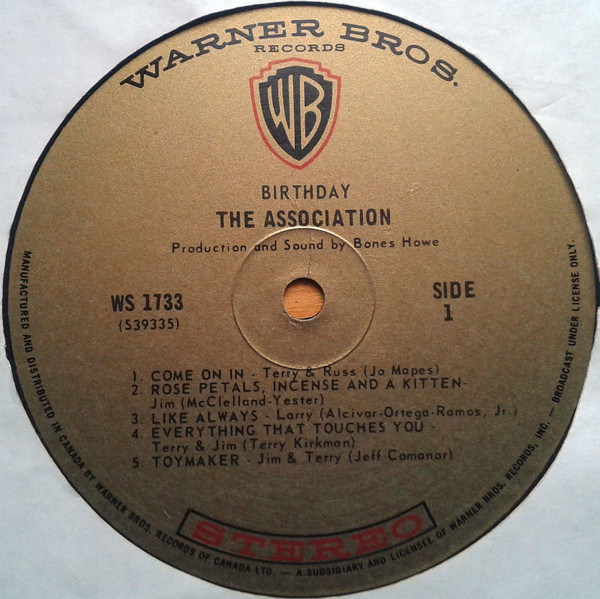 WARNER BROS.
RECORDS
WB
BIRTHDAY
THE ASSOCIATION
Production and Sound by Bones Howe
WS 1733
(S39335)
SIDE
1
1. COME ON IN - Terry & Russ (Jo Mapes)
2. ROSE PETALS, INCENSE AND A KITTEN-
Jim (McClelland-Yester)
3. LIKE ALWAYS - Larry (Alcivar-Ortega-Ramos, Jr.)
4. EVERYTHING THAT TOUCHES YOU -
Terry & Jim (Terry Kirkman)
5. TOYMAKER - Jim & Terry (Jeff Comanor)
STEREO
MANUFACTURED AND DISTRIBUTED IN CANADA BY WARNER BROS. RECORDS OF CANADA LTD. — A SUBSIDIARY AND LICENSEE OF WARNER BROS. RECORDS, INC. — BROADCAST UNDER LICENSE ONLY.